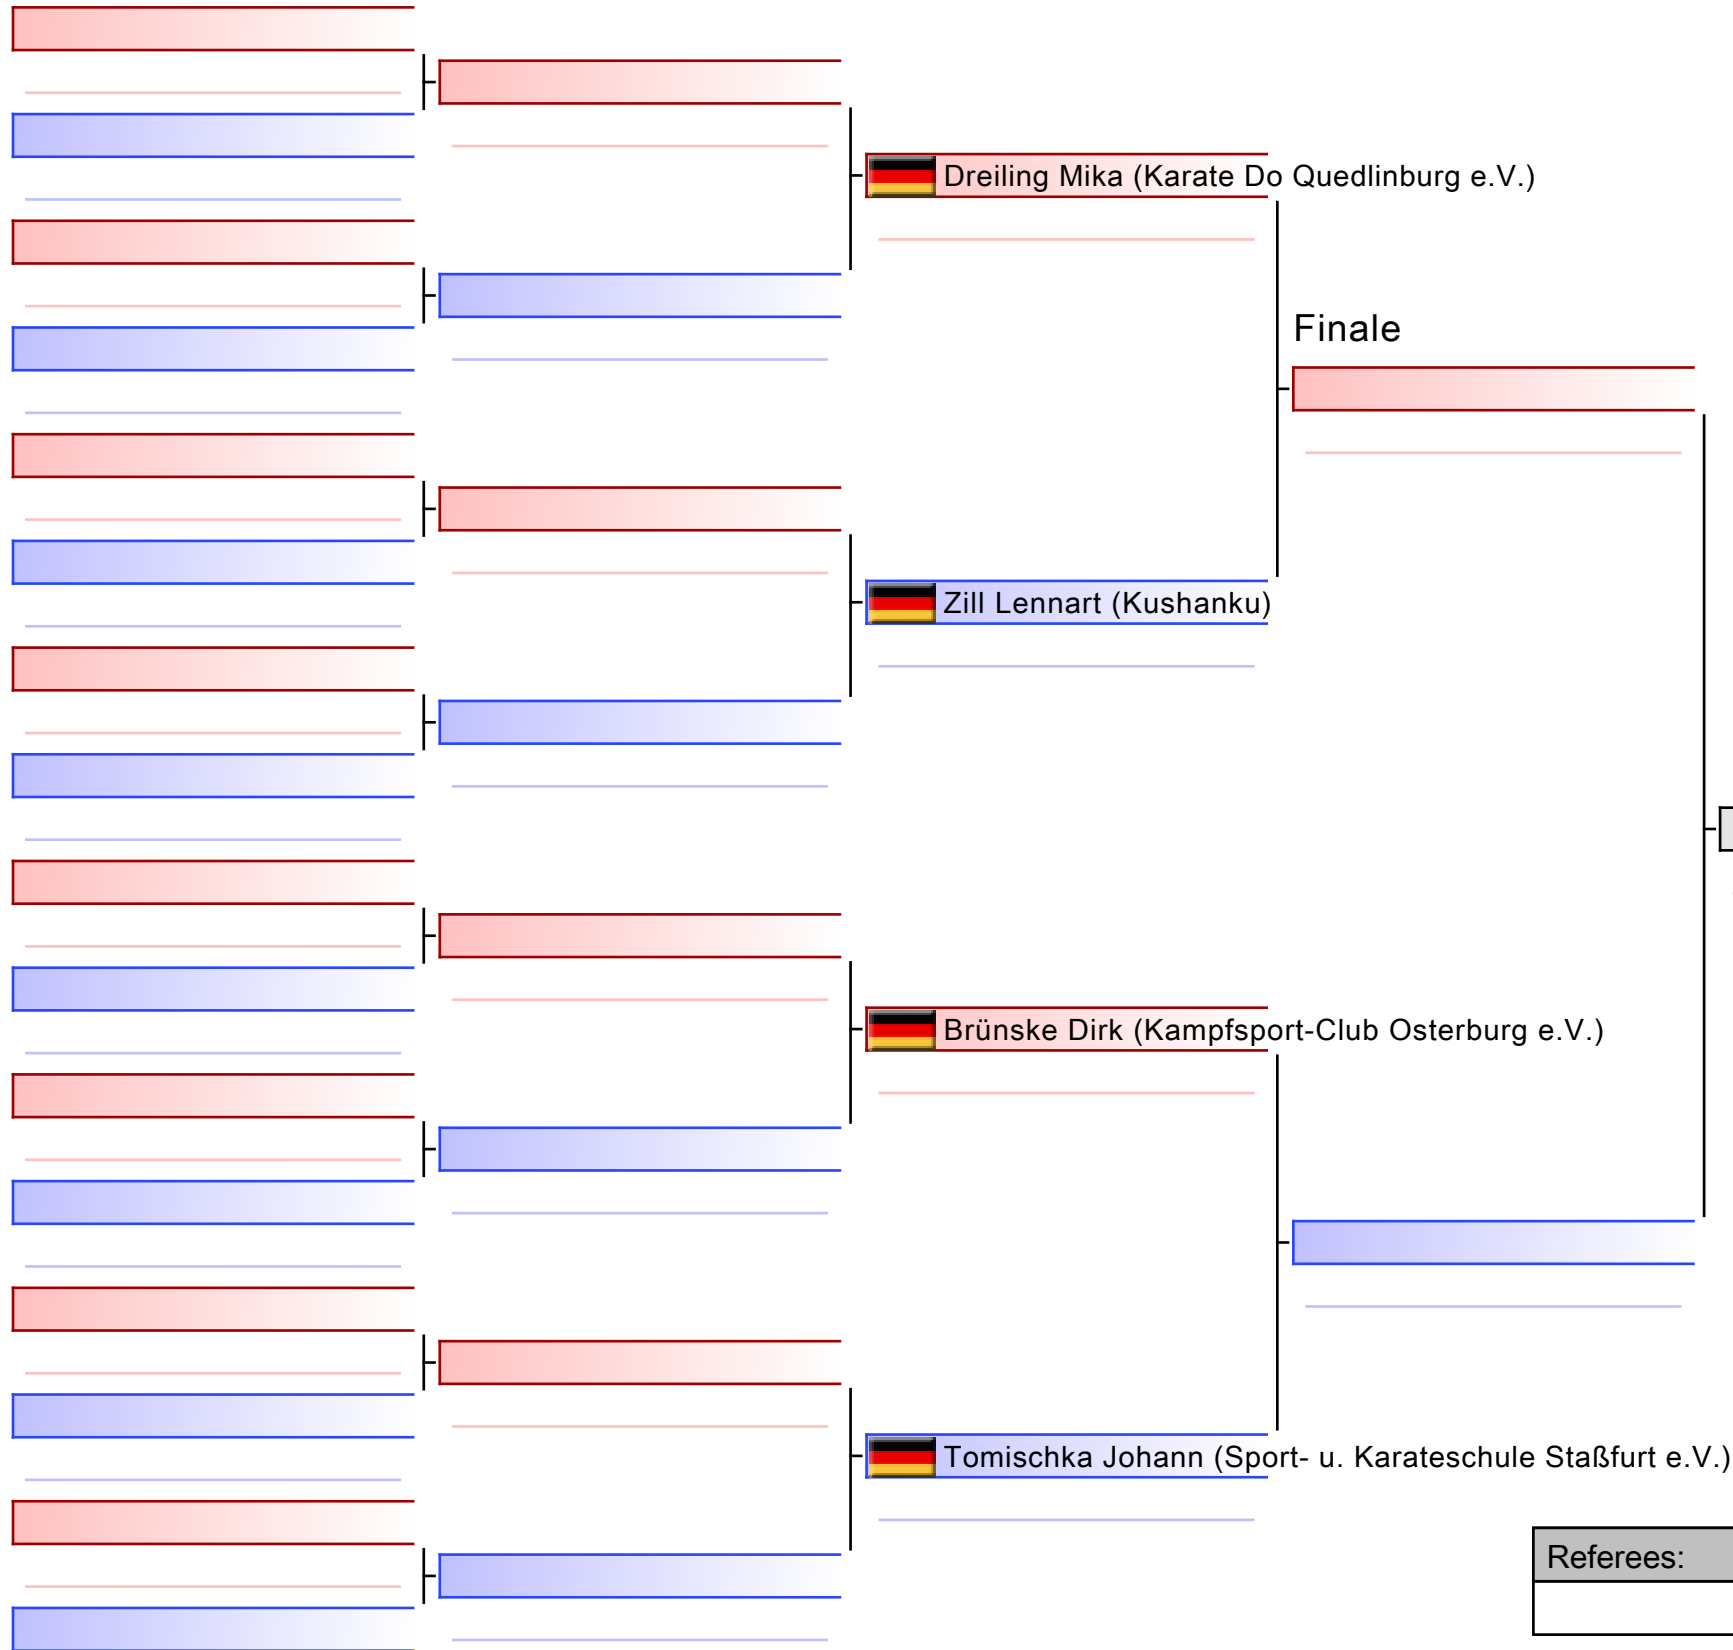 Dreiling Mika (Karate Do Quedlinburg e.V.)
Finale
Zill Lennart (Kushanku)
Brünske Dirk (Kampfsport-Club Osterburg e.V.)
Tomischka Johann (Sport- u. Karateschule Staßfurt e.V.)
Referees: